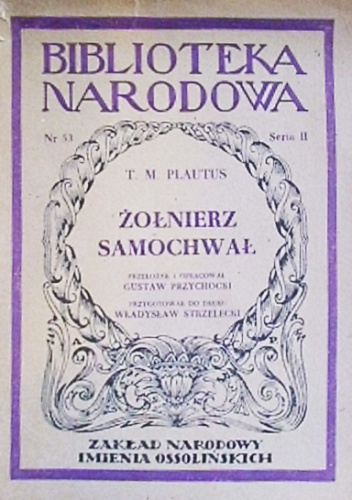 BIBLIOTEKA
NARODOWA
Nr 53 Seria II
T. M. PLAUTUS
ŻOŁNIERZ
SAMOCHWAŁ
PRZEŁOŻYŁ I OPRACOWAŁ
GUSTAW PRZYCHOCKI
PRZYGOTOWAŁ DO DRUKU
WŁADYSŁAW STRZELECKI
ZAKŁAD NARODOWY
IMIENIA OSSOLIŃSKICH